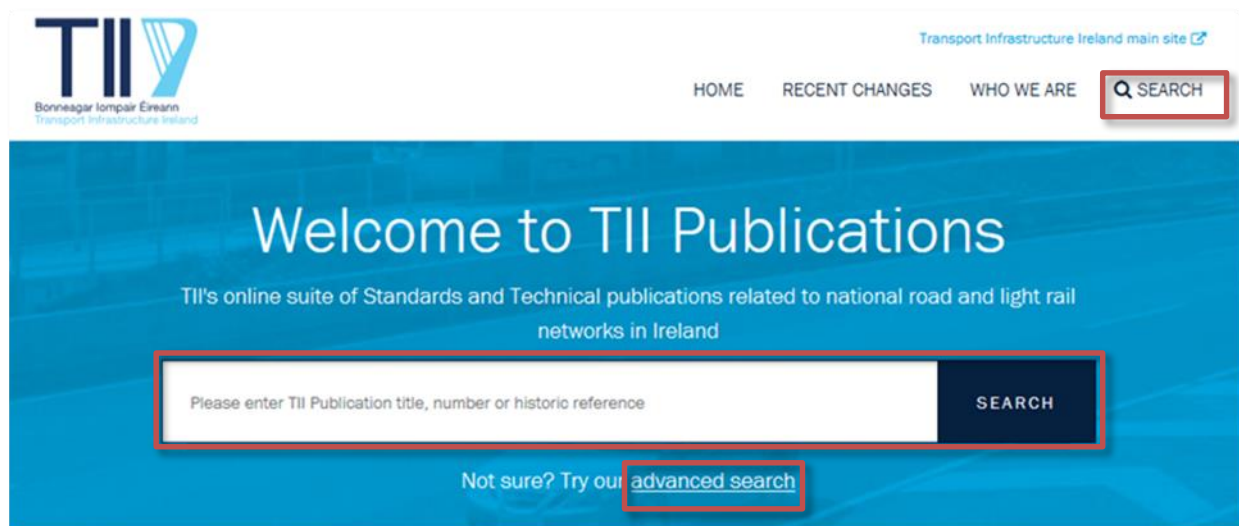 TII
Bonneagar Iompair Éireann
Transport Infrastructure Ireland
Transport Infrastructure Ireland main site
HOME RECENT CHANGES WHO WE ARE SEARCH
Welcome to TII Publications
TII's online suite of Standards and Technical publications related to national road and light rail
networks in Ireland
Please enter TII Publication title, number or historic reference SEARCH
Not sure? Try our advanced search